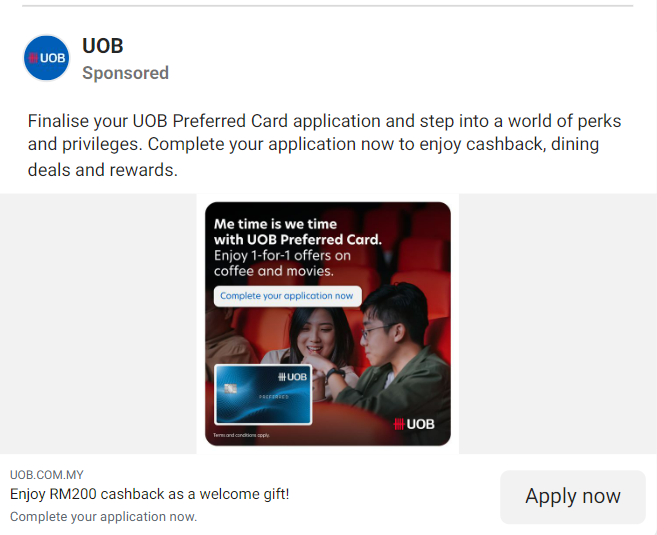 UOB
UOB
Sponsored
Finalise your UOB Preferred Card application and step into a world of perks
and privileges. Complete your application now to enjoy cashback, dining
deals and rewards.
Me time is we time
with UOB Preferred Card.
Enjoy 1-for-1 offers on
coffee and movies.
Complete your application now
UOB
PREFERRED
UOB
Terms and conditions apply.
UOB.COM.MY
Enjoy RM200 cashback as a welcome gift!
Complete your application now.
Apply now